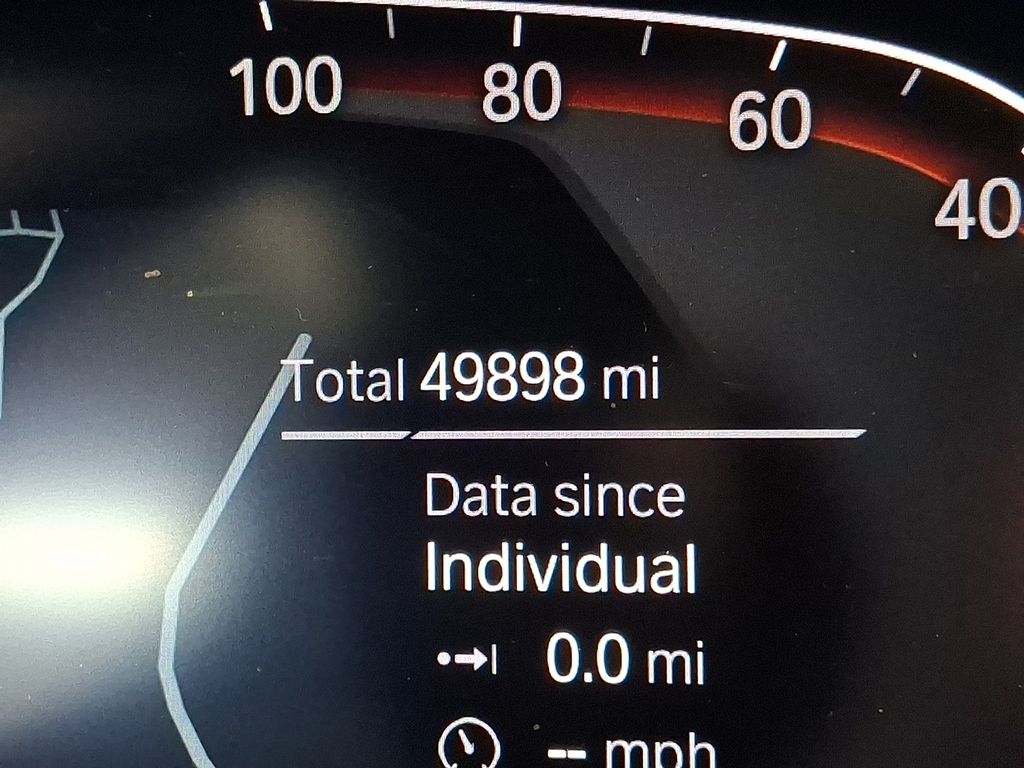 100 80 60 40
Total 49898 mi
Data since
Individual
0.0 mi
-- mph